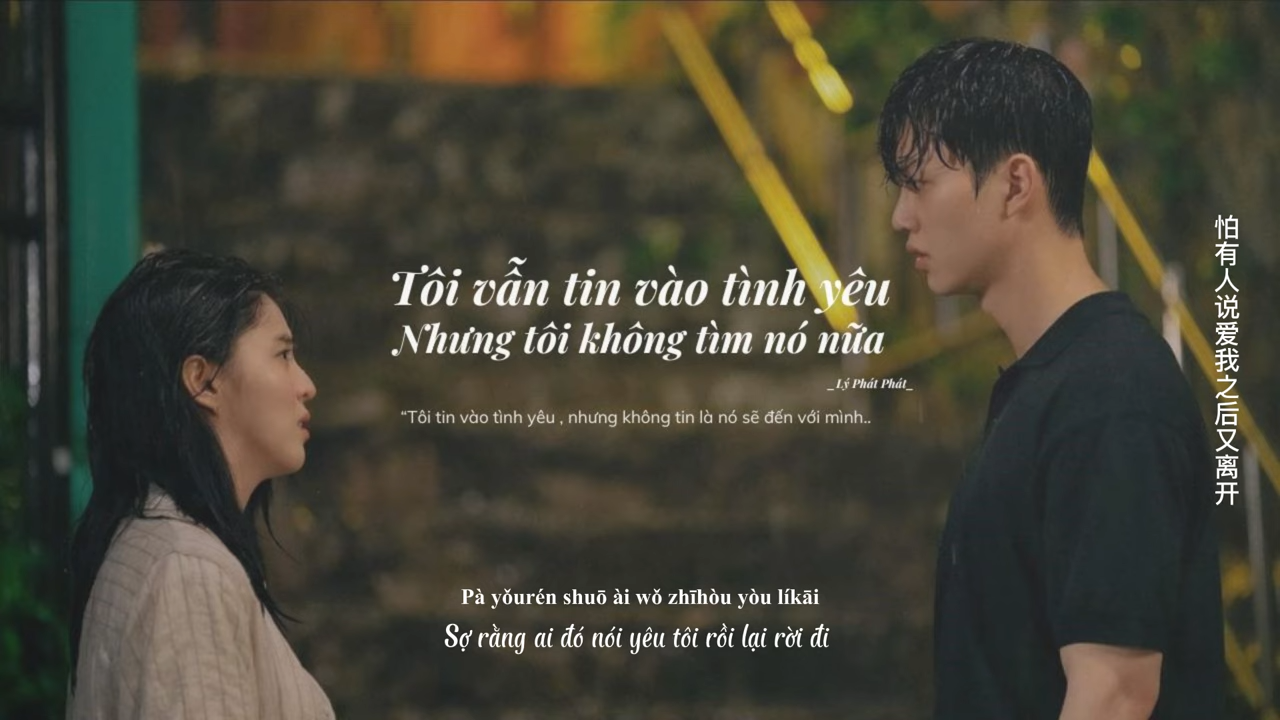 Tôi vẫn tin vào tình yêu
Nhưng tôi không tìm nó nữa
_Lý Phát Phát_
“Tôi tin vào tình yêu , nhưng không tin là nó sẽ đến với mình..
怕有人说爱我之后又离开
Pà yǒurén shuō ài wǒ zhīhòu yòu líkāi
Sợ rằng ai đó nói yêu tôi rồi lại rời đi